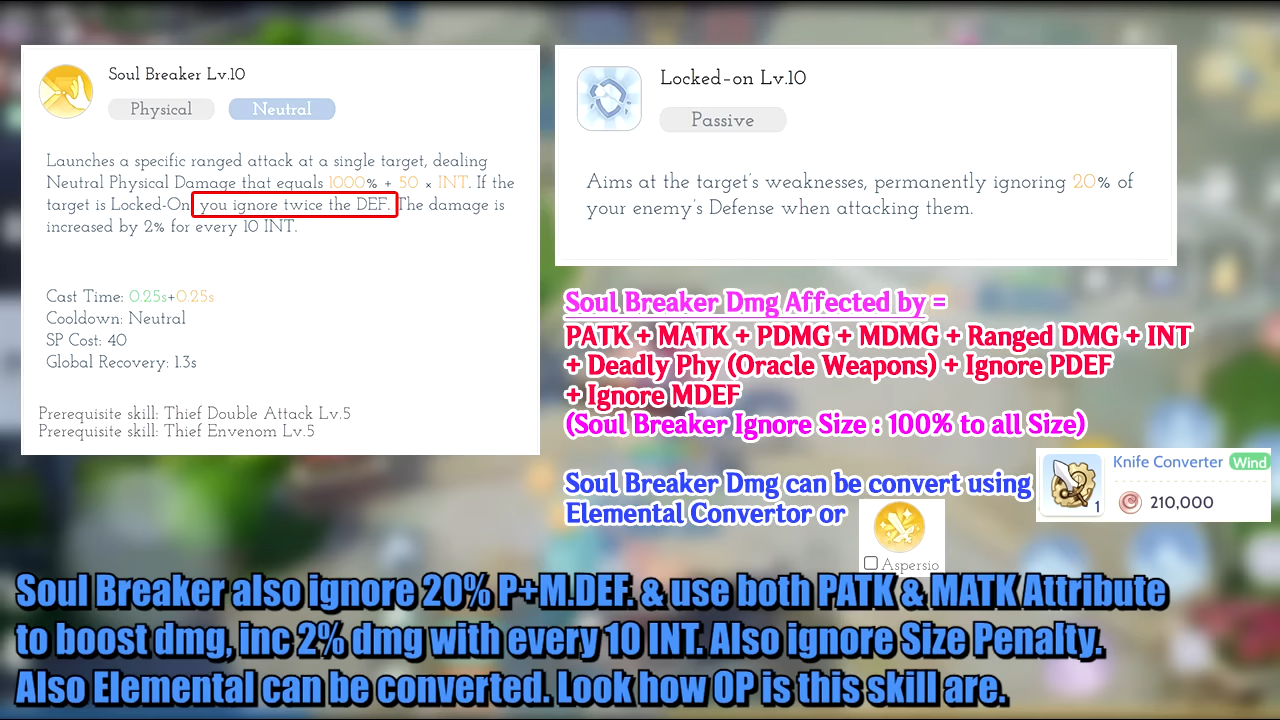 Soul Breaker Lv.10
Physical
Neutral
Launches a specific ranged attack at a single target, dealing
Neutral Physical Damage that equals 1000% + 50 × INT. If the
target is Locked-On, you ignore twice the DEF. The damage is
increased by 2% for every 10 INT.
Cast Time: 0.25s+0.25s
Cooldown: Neutral
SP Cost: 40
Global Recovery: 1.3s
Prerequisite skill: Thief Double Attack Lv.5
Prerequisite skill: Thief Envenom Lv.5
Locked-on Lv.10
Passive
Aims at the target's weaknesses, permanently ignoring 20% of
your enemy's Defense when attacking them.
Soul Breaker Dmg Affected by =
PATK + MATK + PDMG + MDMG + Ranged DMG + INT
+ Deadly Phy (Oracle Weapons) + Ignore PDEF
+ Ignore MDEF
(Soul Breaker Ignore Size : 100% to all Size)
Soul Breaker Dmg can be convert using
Elemental Convertor or
Aspersio
Knife Converter Wind
1
210,000
Soul Breaker also ignore 20% P+M.DEF. & use both PATK & MATK Attribute
to boost dmg, inc 2% dmg with every 10 INT. Also ignore Size Penalty.
Also Elemental can be converted. Look how OP is this skill are.